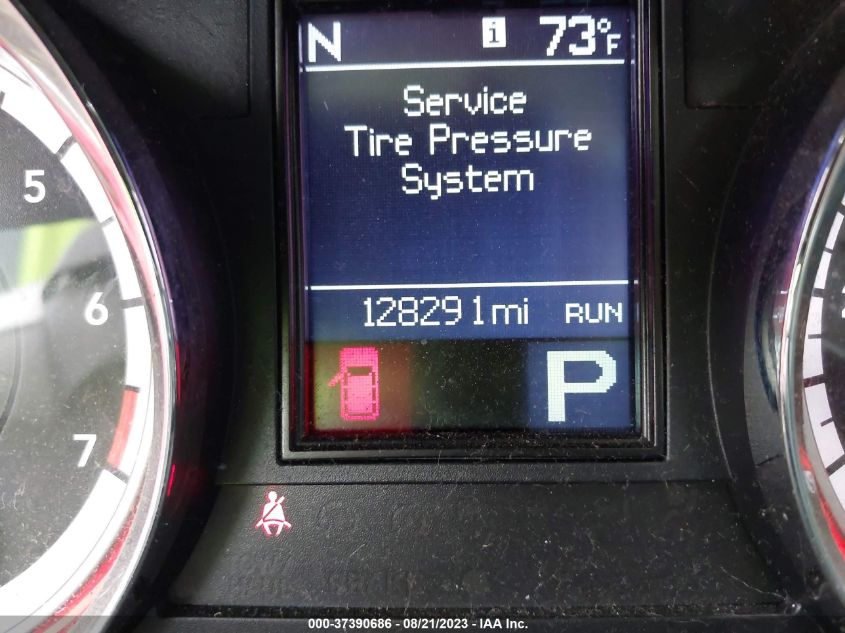 N i 73°F
Service
Tire Pressure
System
128291mi RUN
P
5
6
7
000-37390686 - 08/21/2023 - IAA Inc.